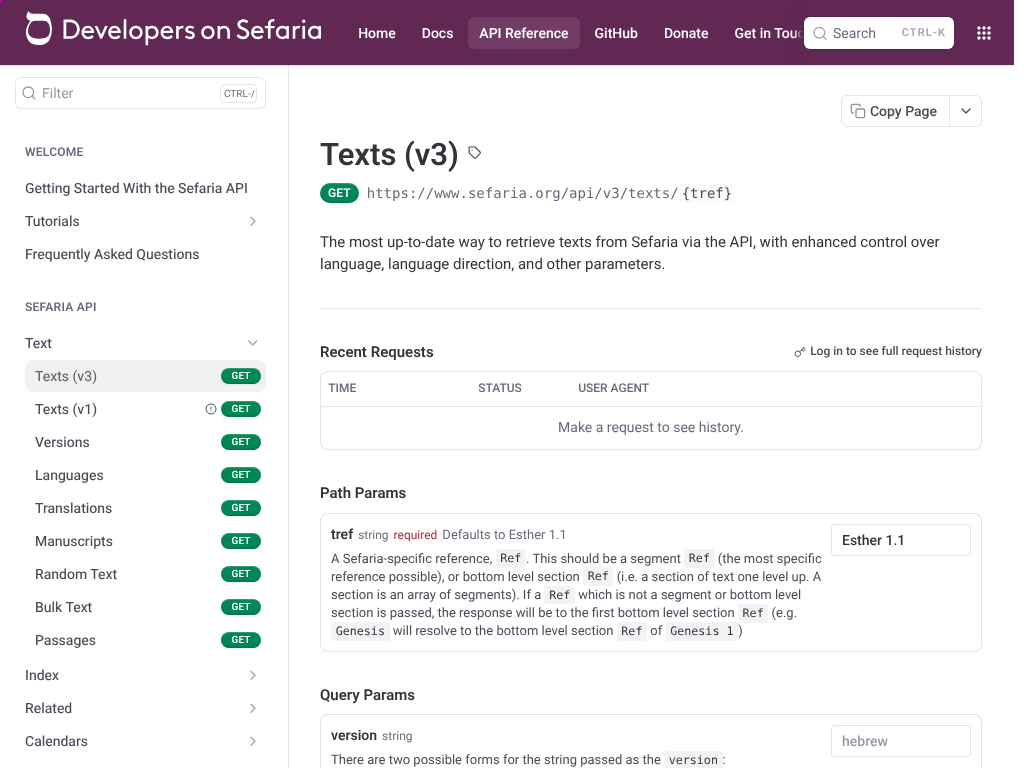 Developers on Sefaria
Home Docs API Reference GitHub Donate Get in Touc Search CTRL-K
Filter CTRL-/
WELCOME
Getting Started With the Sefaria API
Tutorials
Frequently Asked Questions
SEFARIA API
Text
Texts (v3) GET
Texts (v1) GET
Versions GET
Languages GET
Translations GET
Manuscripts GET
Random Text GET
Bulk Text GET
Passages GET
Index
Related
Calendars
Copy Page
Texts (v3)
GET https://www.sefaria.org/api/v3/texts/{tref}
The most up-to-date way to retrieve texts from Sefaria via the API, with enhanced control over
language, language direction, and other parameters.
Recent Requests
Log in to see full request history
TIME STATUS USER AGENT
Make a request to see history.
Path Params
tref string required Defaults to Esther 1.1
Esther 1.1
A Sefaria-specific reference, Ref. This should be a segment Ref (the most specific
reference possible), or bottom level section Ref (i.e. a section of text one level up. A
section is an array of segments). If a Ref which is not a segment or bottom level
section is passed, the response will be to the first bottom level section Ref (e.g.
Genesis will resolve to the bottom level section Ref of Genesis 1)
Query Params
version string
hebrew
There are two possible forms for the string passed as the version: